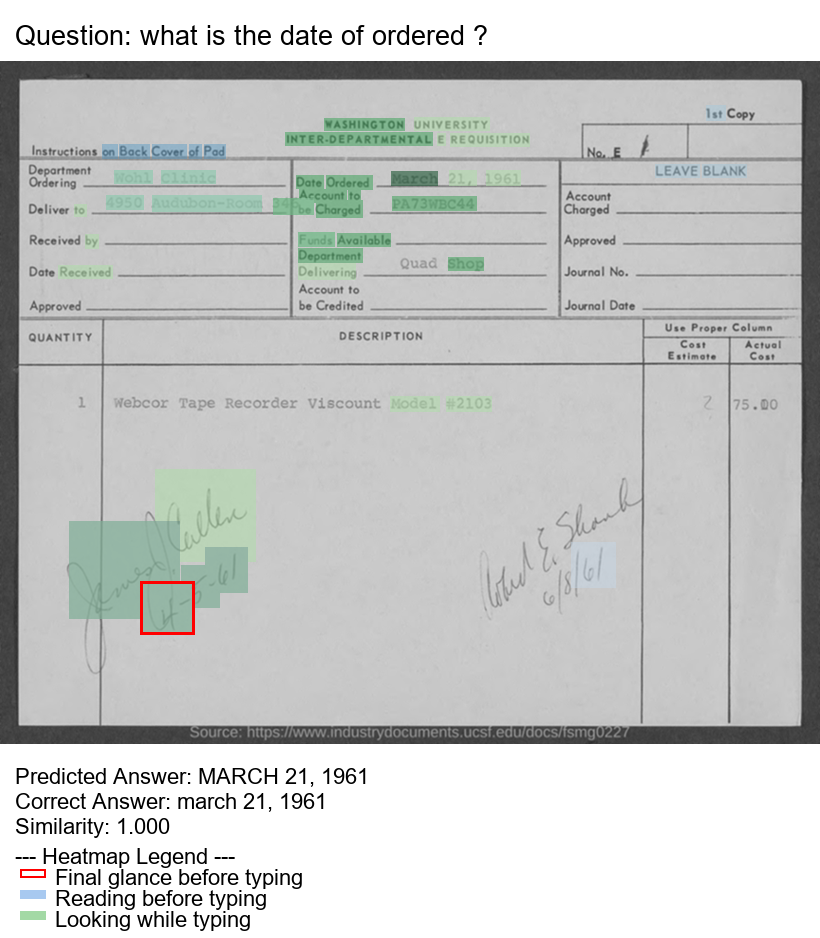 Question: what is the date of ordered ?
1st Copy
WASHINGTON UNIVERSITY
INTER-DEPARTMENTAL E REQUISITION
Instructions on Back Cover of Pad
No. E 1
Department Ordering Wohl Clinic
Date Ordered March 21, 1961
LEAVE BLANK
Deliver to 4950 Audubon-Room
Account to be Charged PA73WBC44
Account Charged
Received by
Funds Available
Approved
Date Received
Department Delivering Quad Shop
Journal No.
Approved
Account to be Credited
Journal Date
QUANTITY
DESCRIPTION
Use Proper Column
Cost Estimate
Actual Cost
1 Webcor Tape Recorder Viscount Model #2103 2 75.00
James J. Callen
4-5-61
Robert E. Shank
6/8/61
Source: https://www.industrydocuments.ucsf.edu/docs/fsmg0227
Predicted Answer: MARCH 21, 1961
Correct Answer: march 21, 1961
Similarity: 1.000
--- Heatmap Legend ---
Final glance before typing
Reading before typing
Looking while typing